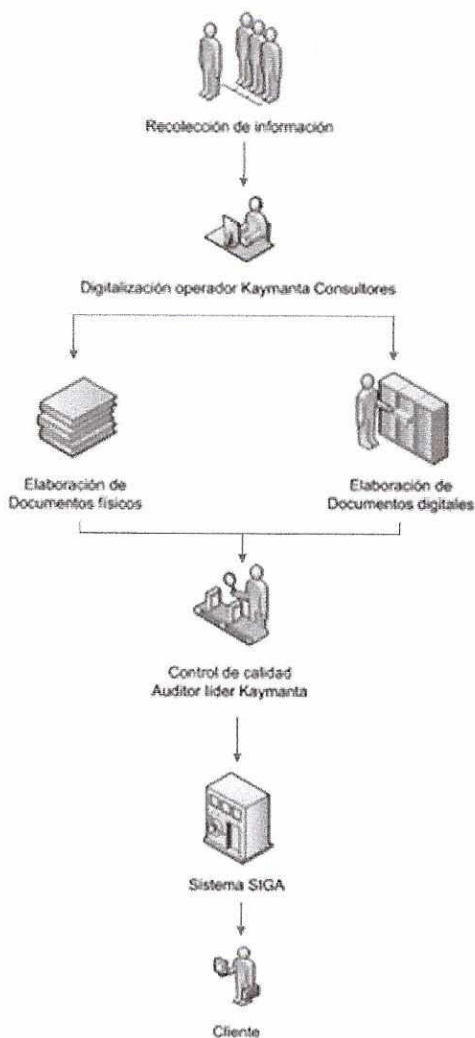 Recolección de información
Digitalización operador Kaymanta Consultores
Elaboración de
Documentos físicos
Elaboración de
Documentos digitales
Control de calidad
Auditor líder Kaymanta
Sistema SIGA
Cliente